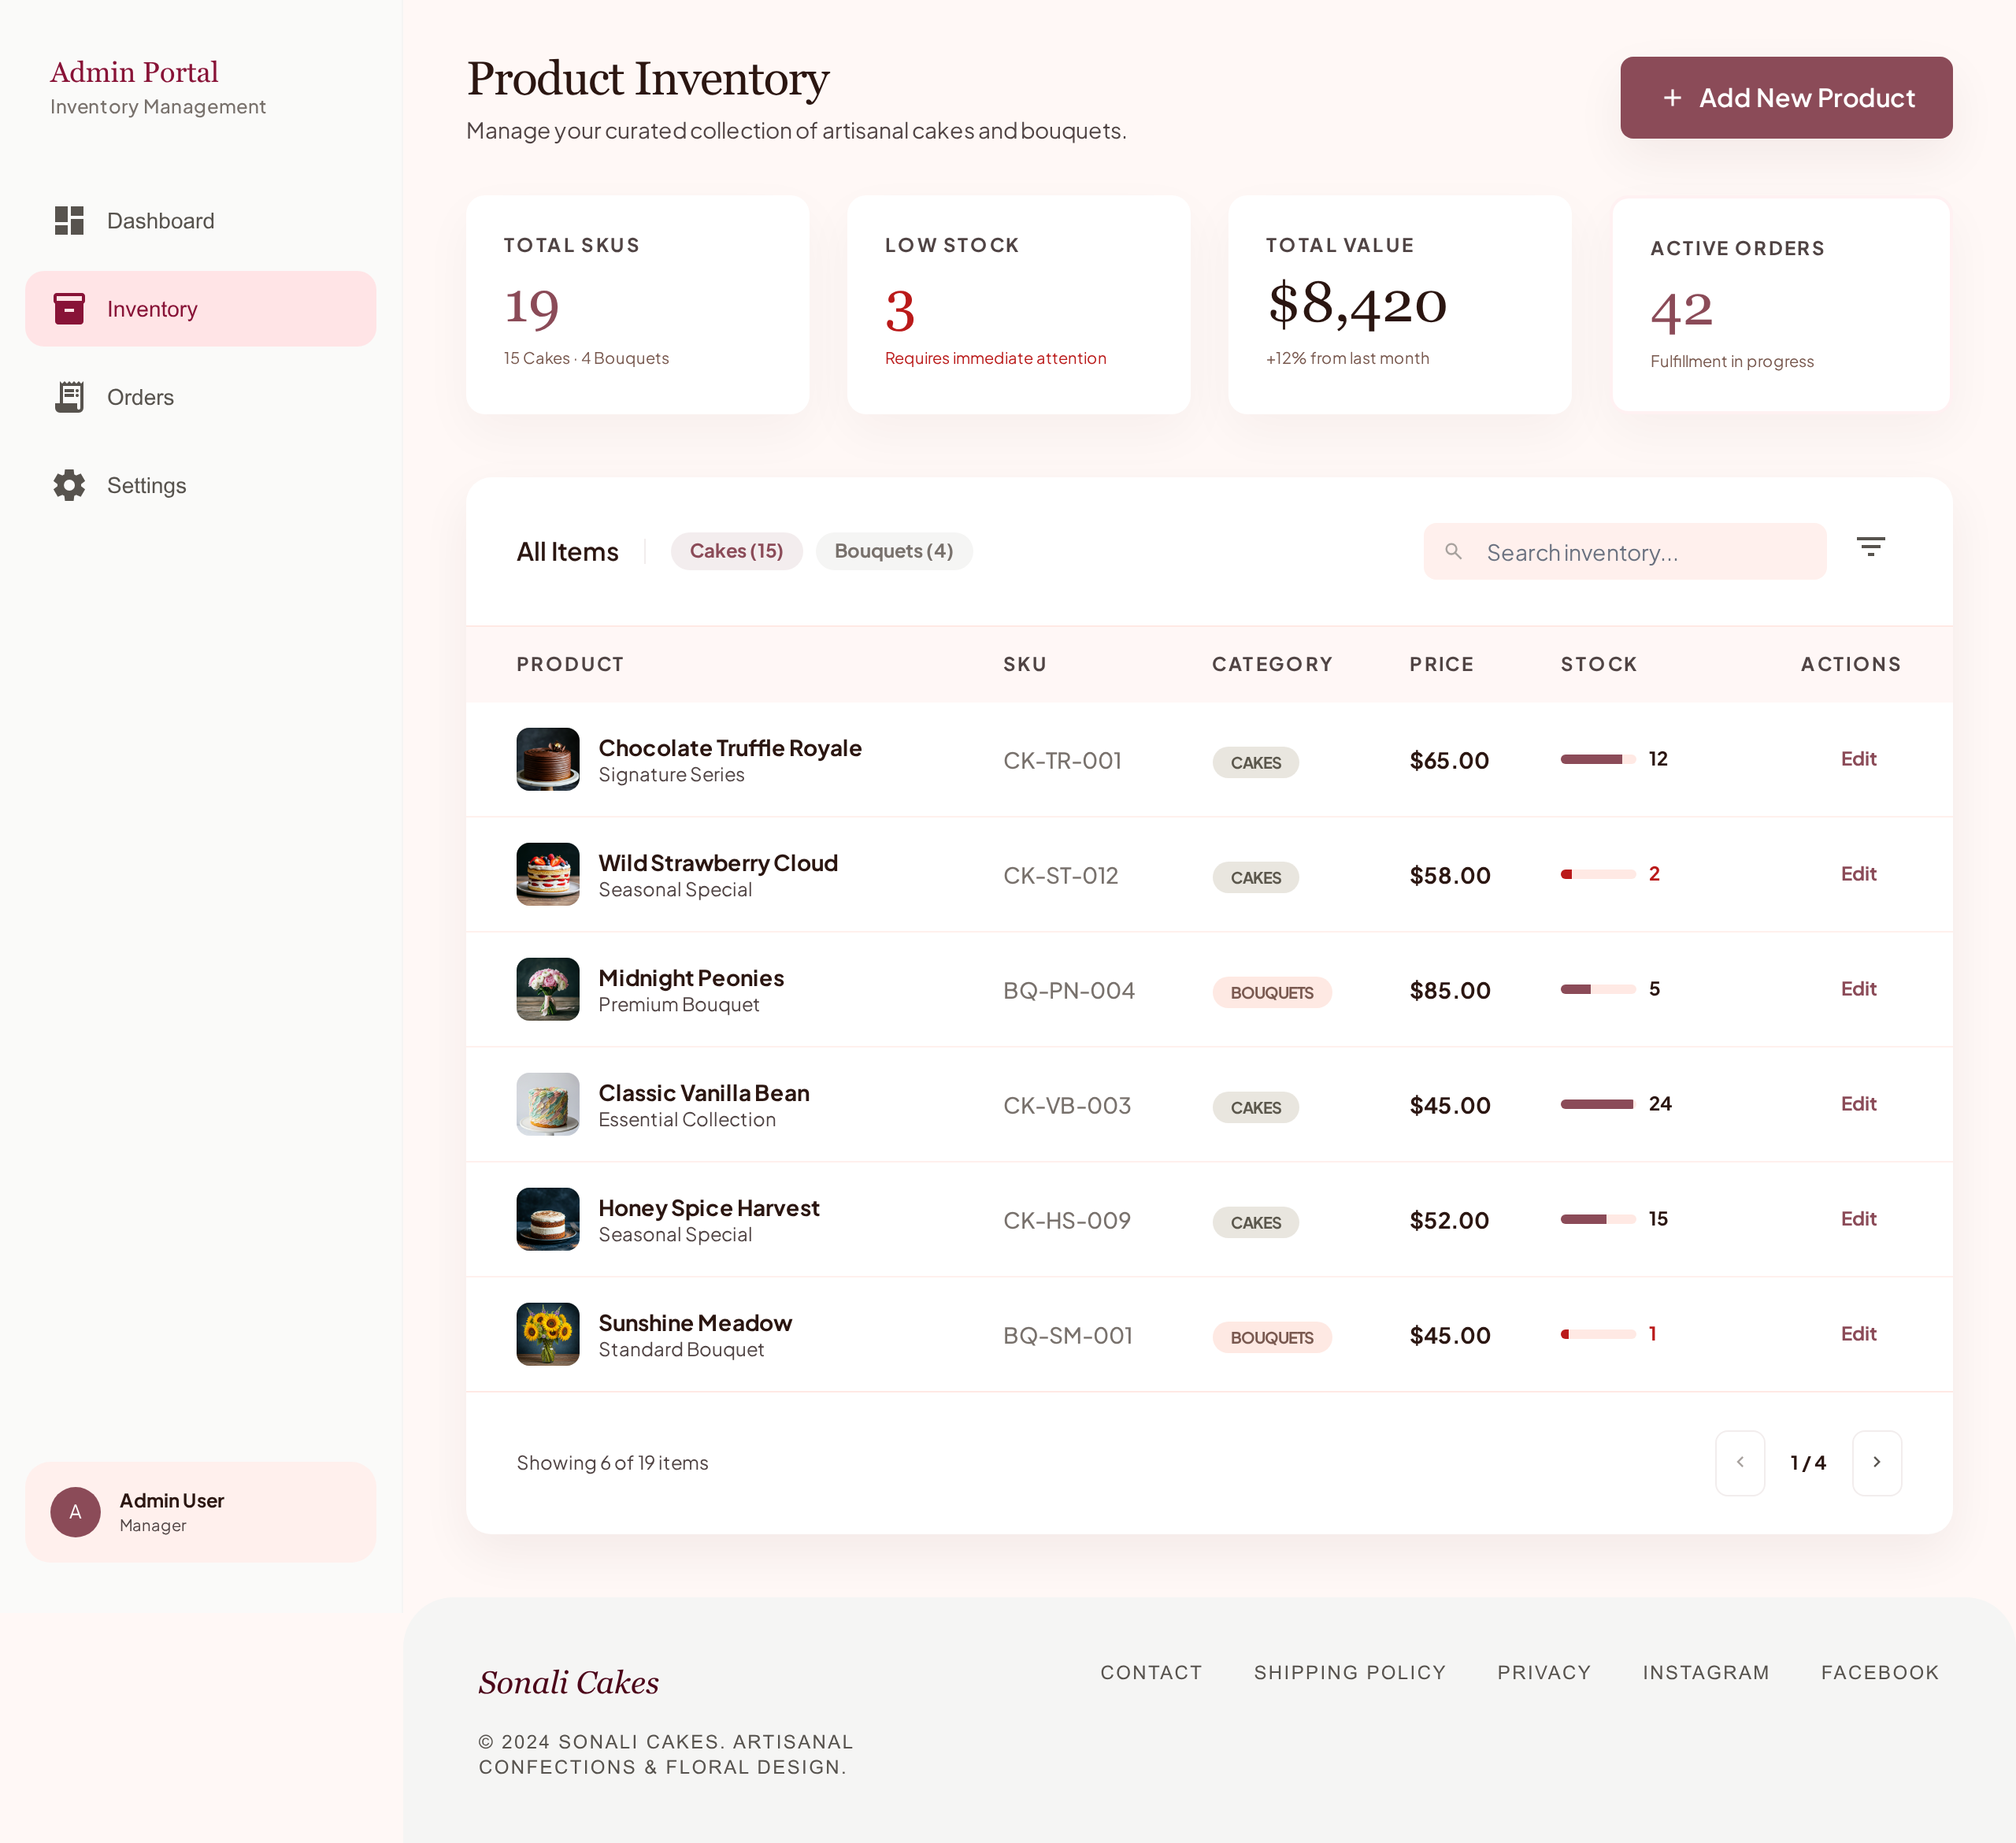 Admin Portal
Inventory Management
Dashboard
Inventory
Orders
Settings
A
Admin User
Manager
Product Inventory
Manage your curated collection of artisanal cakes and bouquets.
+ Add New Product
TOTAL SKUS
19
15 Cakes · 4 Bouquets
LOW STOCK
3
Requires immediate attention
TOTAL VALUE
$8,420
+12% from last month
ACTIVE ORDERS
42
Fulfillment in progress
All Items
Cakes (15)
Bouquets (4)
Search inventory...
PRODUCT SKU CATEGORY PRICE STOCK ACTIONS
Chocolate Truffle Royale
Signature Series
CK-TR-001 CAKES $65.00 12 Edit
Wild Strawberry Cloud
Seasonal Special
CK-ST-012 CAKES $58.00 2 Edit
Midnight Peonies
Premium Bouquet
BQ-PN-004 BOUQUETS $85.00 5 Edit
Classic Vanilla Bean
Essential Collection
CK-VB-003 CAKES $45.00 24 Edit
Honey Spice Harvest
Seasonal Special
CK-HS-009 CAKES $52.00 15 Edit
Sunshine Meadow
Standard Bouquet
BQ-SM-001 BOUQUETS $45.00 1 Edit
Showing 6 of 19 items
1 / 4
Sonali Cakes
© 2024 SONALI CAKES. ARTISANAL
CONFECTIONS & FLORAL DESIGN.
CONTACT SHIPPING POLICY PRIVACY INSTAGRAM FACEBOOK